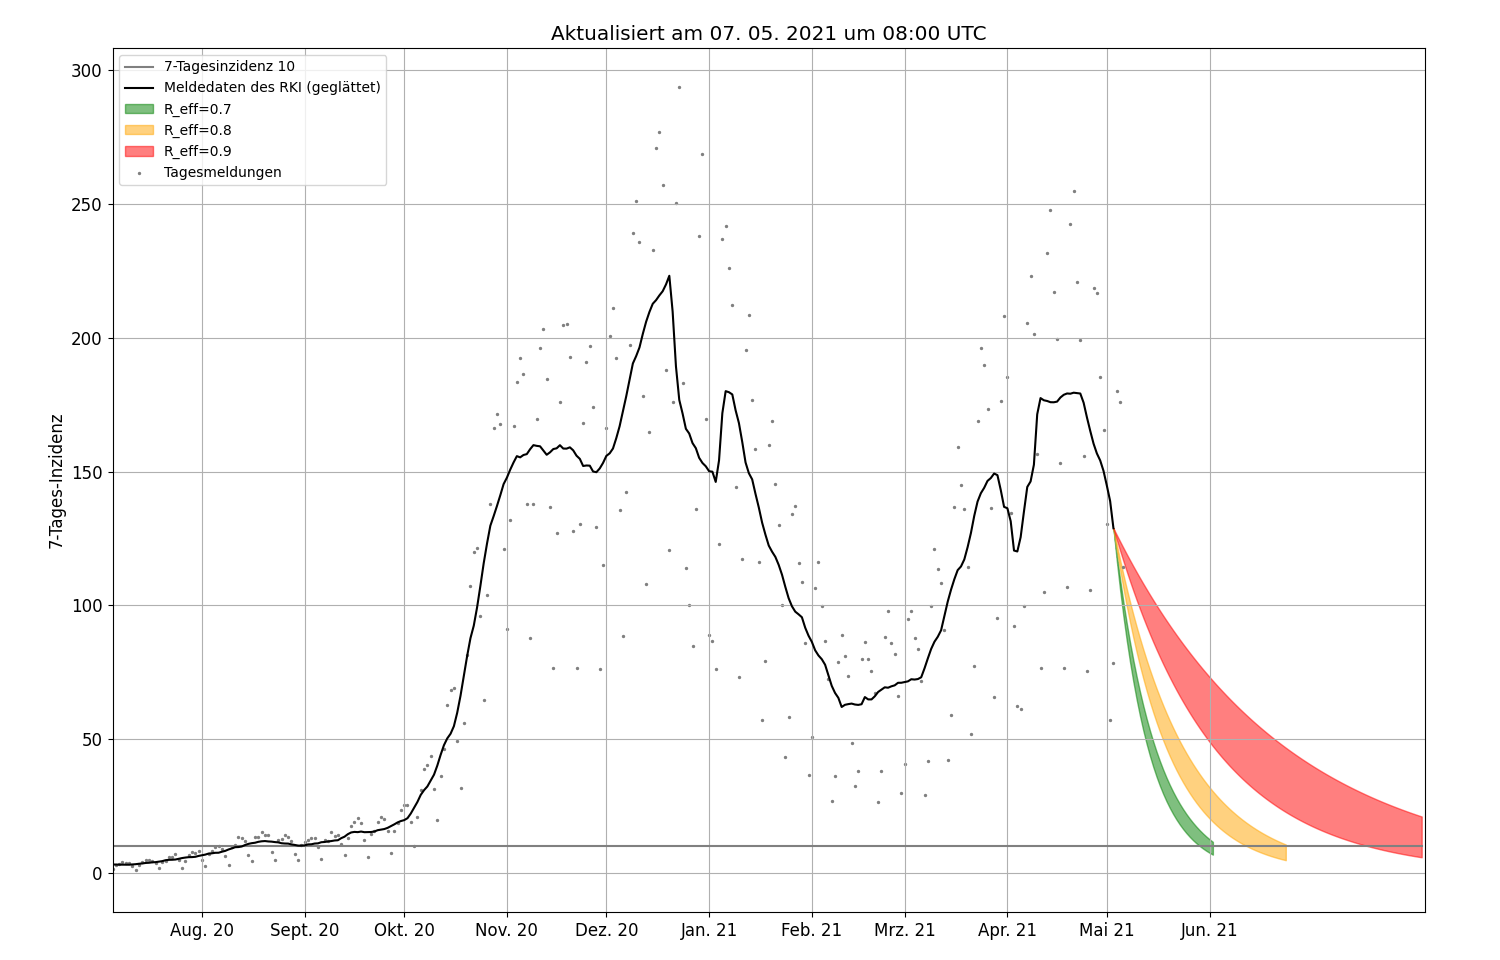 Aktualisiert am 07. 05. 2021 um 08:00 UTC
7-Tagesinzidenz 10
Meldedaten des RKI (geglättet)
R_eff=0.7
R_eff=0.8
R_eff=0.9
Tagesmeldungen
300
250
200
150
100
50
0
7-Tages-Inzidenz
Aug. 20 Sept. 20 Okt. 20 Nov. 20 Dez. 20 Jan. 21 Feb. 21 Mrz. 21 Apr. 21 Mai 21 Jun. 21